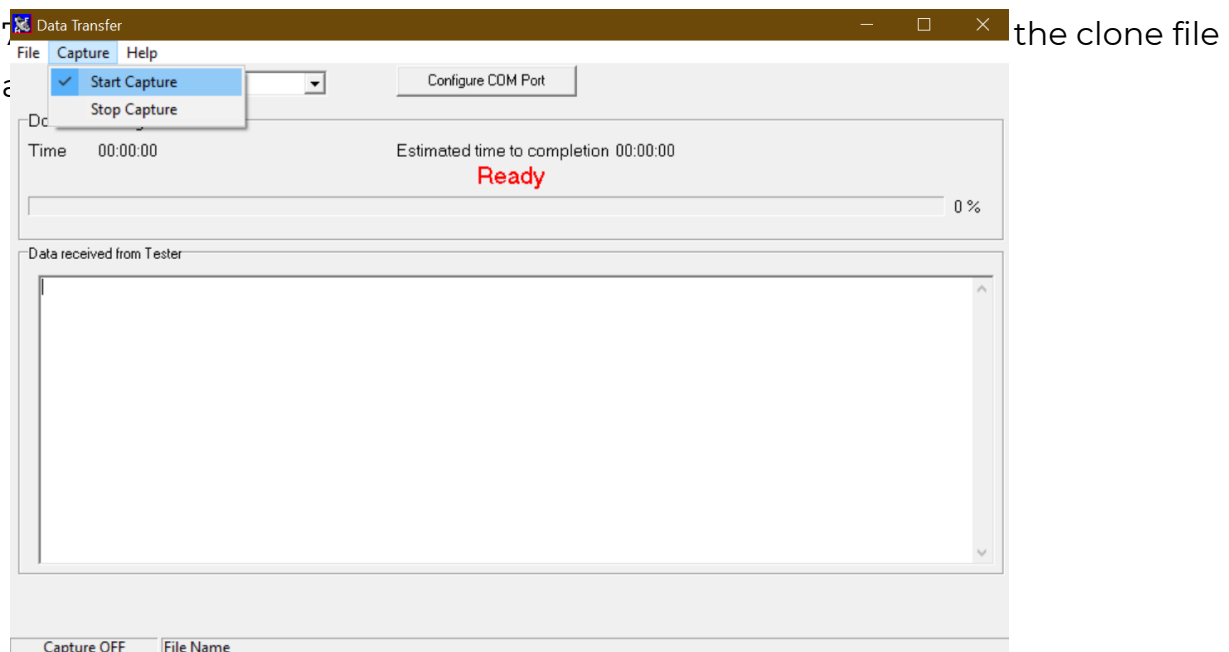 Data Transfer
the clone file
File Capture Help
Start Capture
Configure COM Port
Stop Capture
Time 00:00:00 Estimated time to completion 00:00:00
Ready
0 %
Data received from Tester
Capture OFF File Name